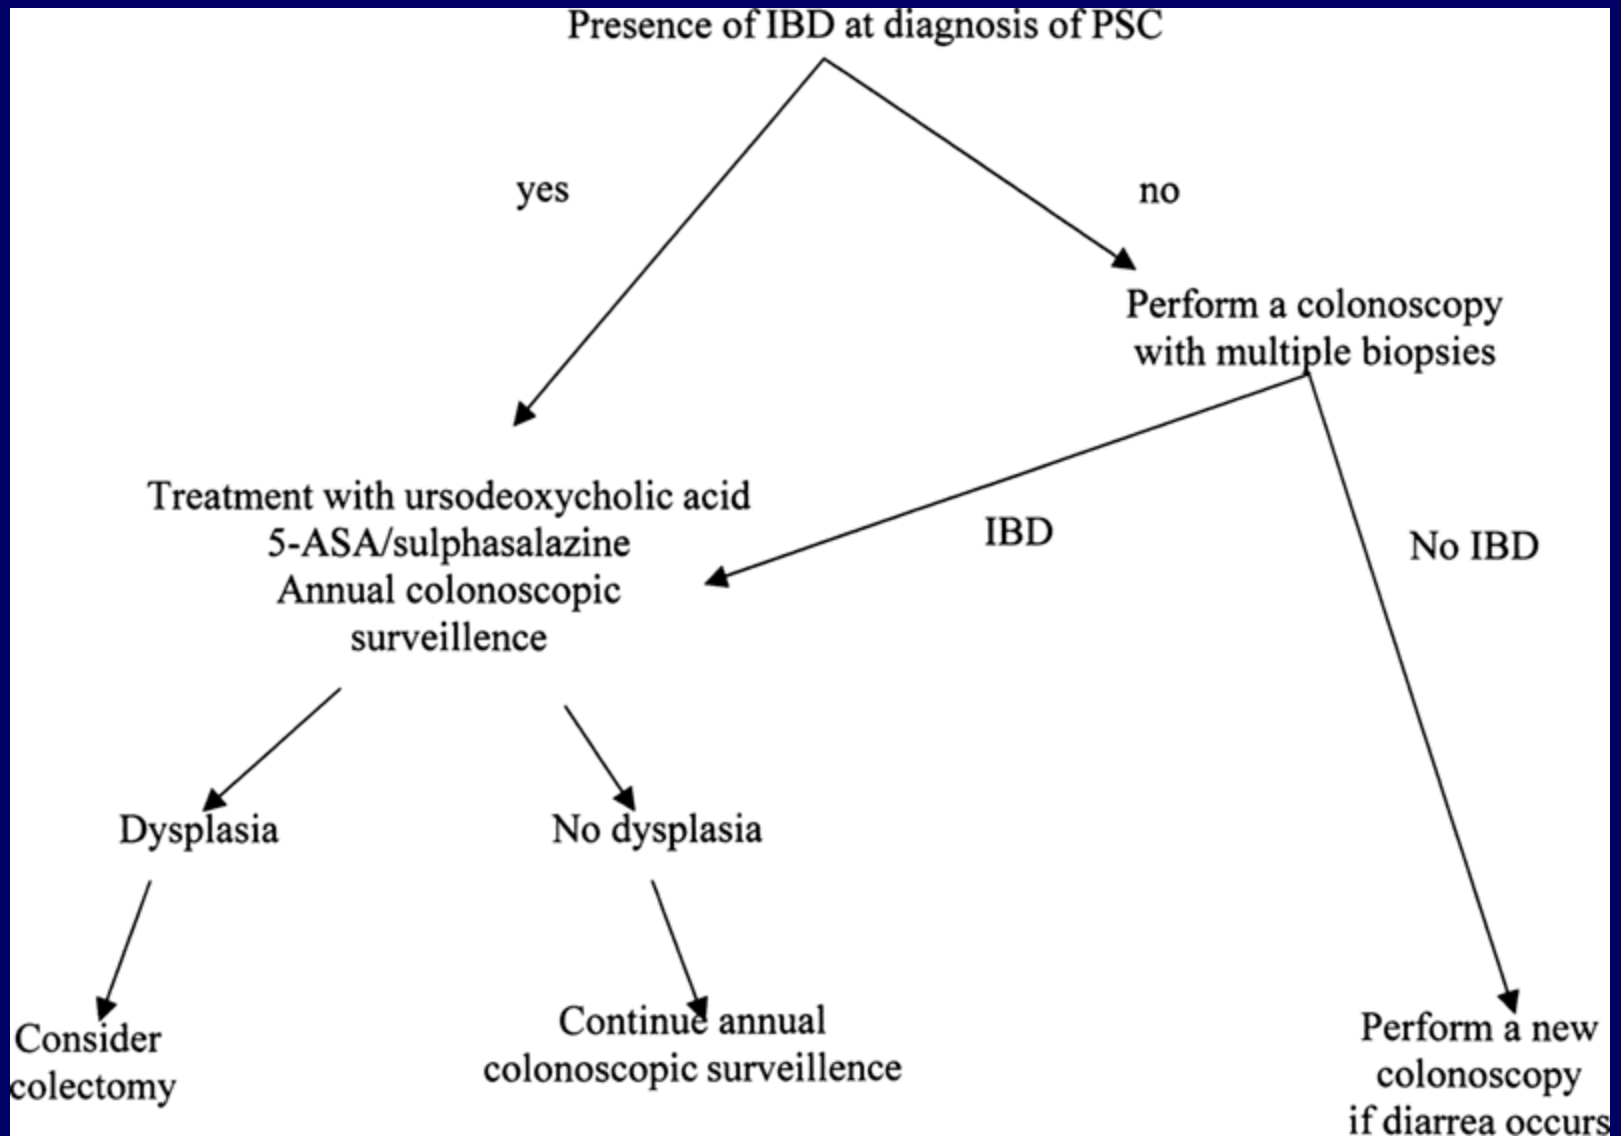 Presence of IBD at diagnosis of PSC
yes
no
Perform a colonoscopy
with multiple biopsies
Treatment with ursodeoxycholic acid
5-ASA/sulphasalazine
Annual colonoscopic
surveillence
IBD
No IBD
Dysplasia
No dysplasia
Consider
colectomy
Continue annual
colonoscopic surveillence
Perform a new
colonoscopy
if diarrea occurs